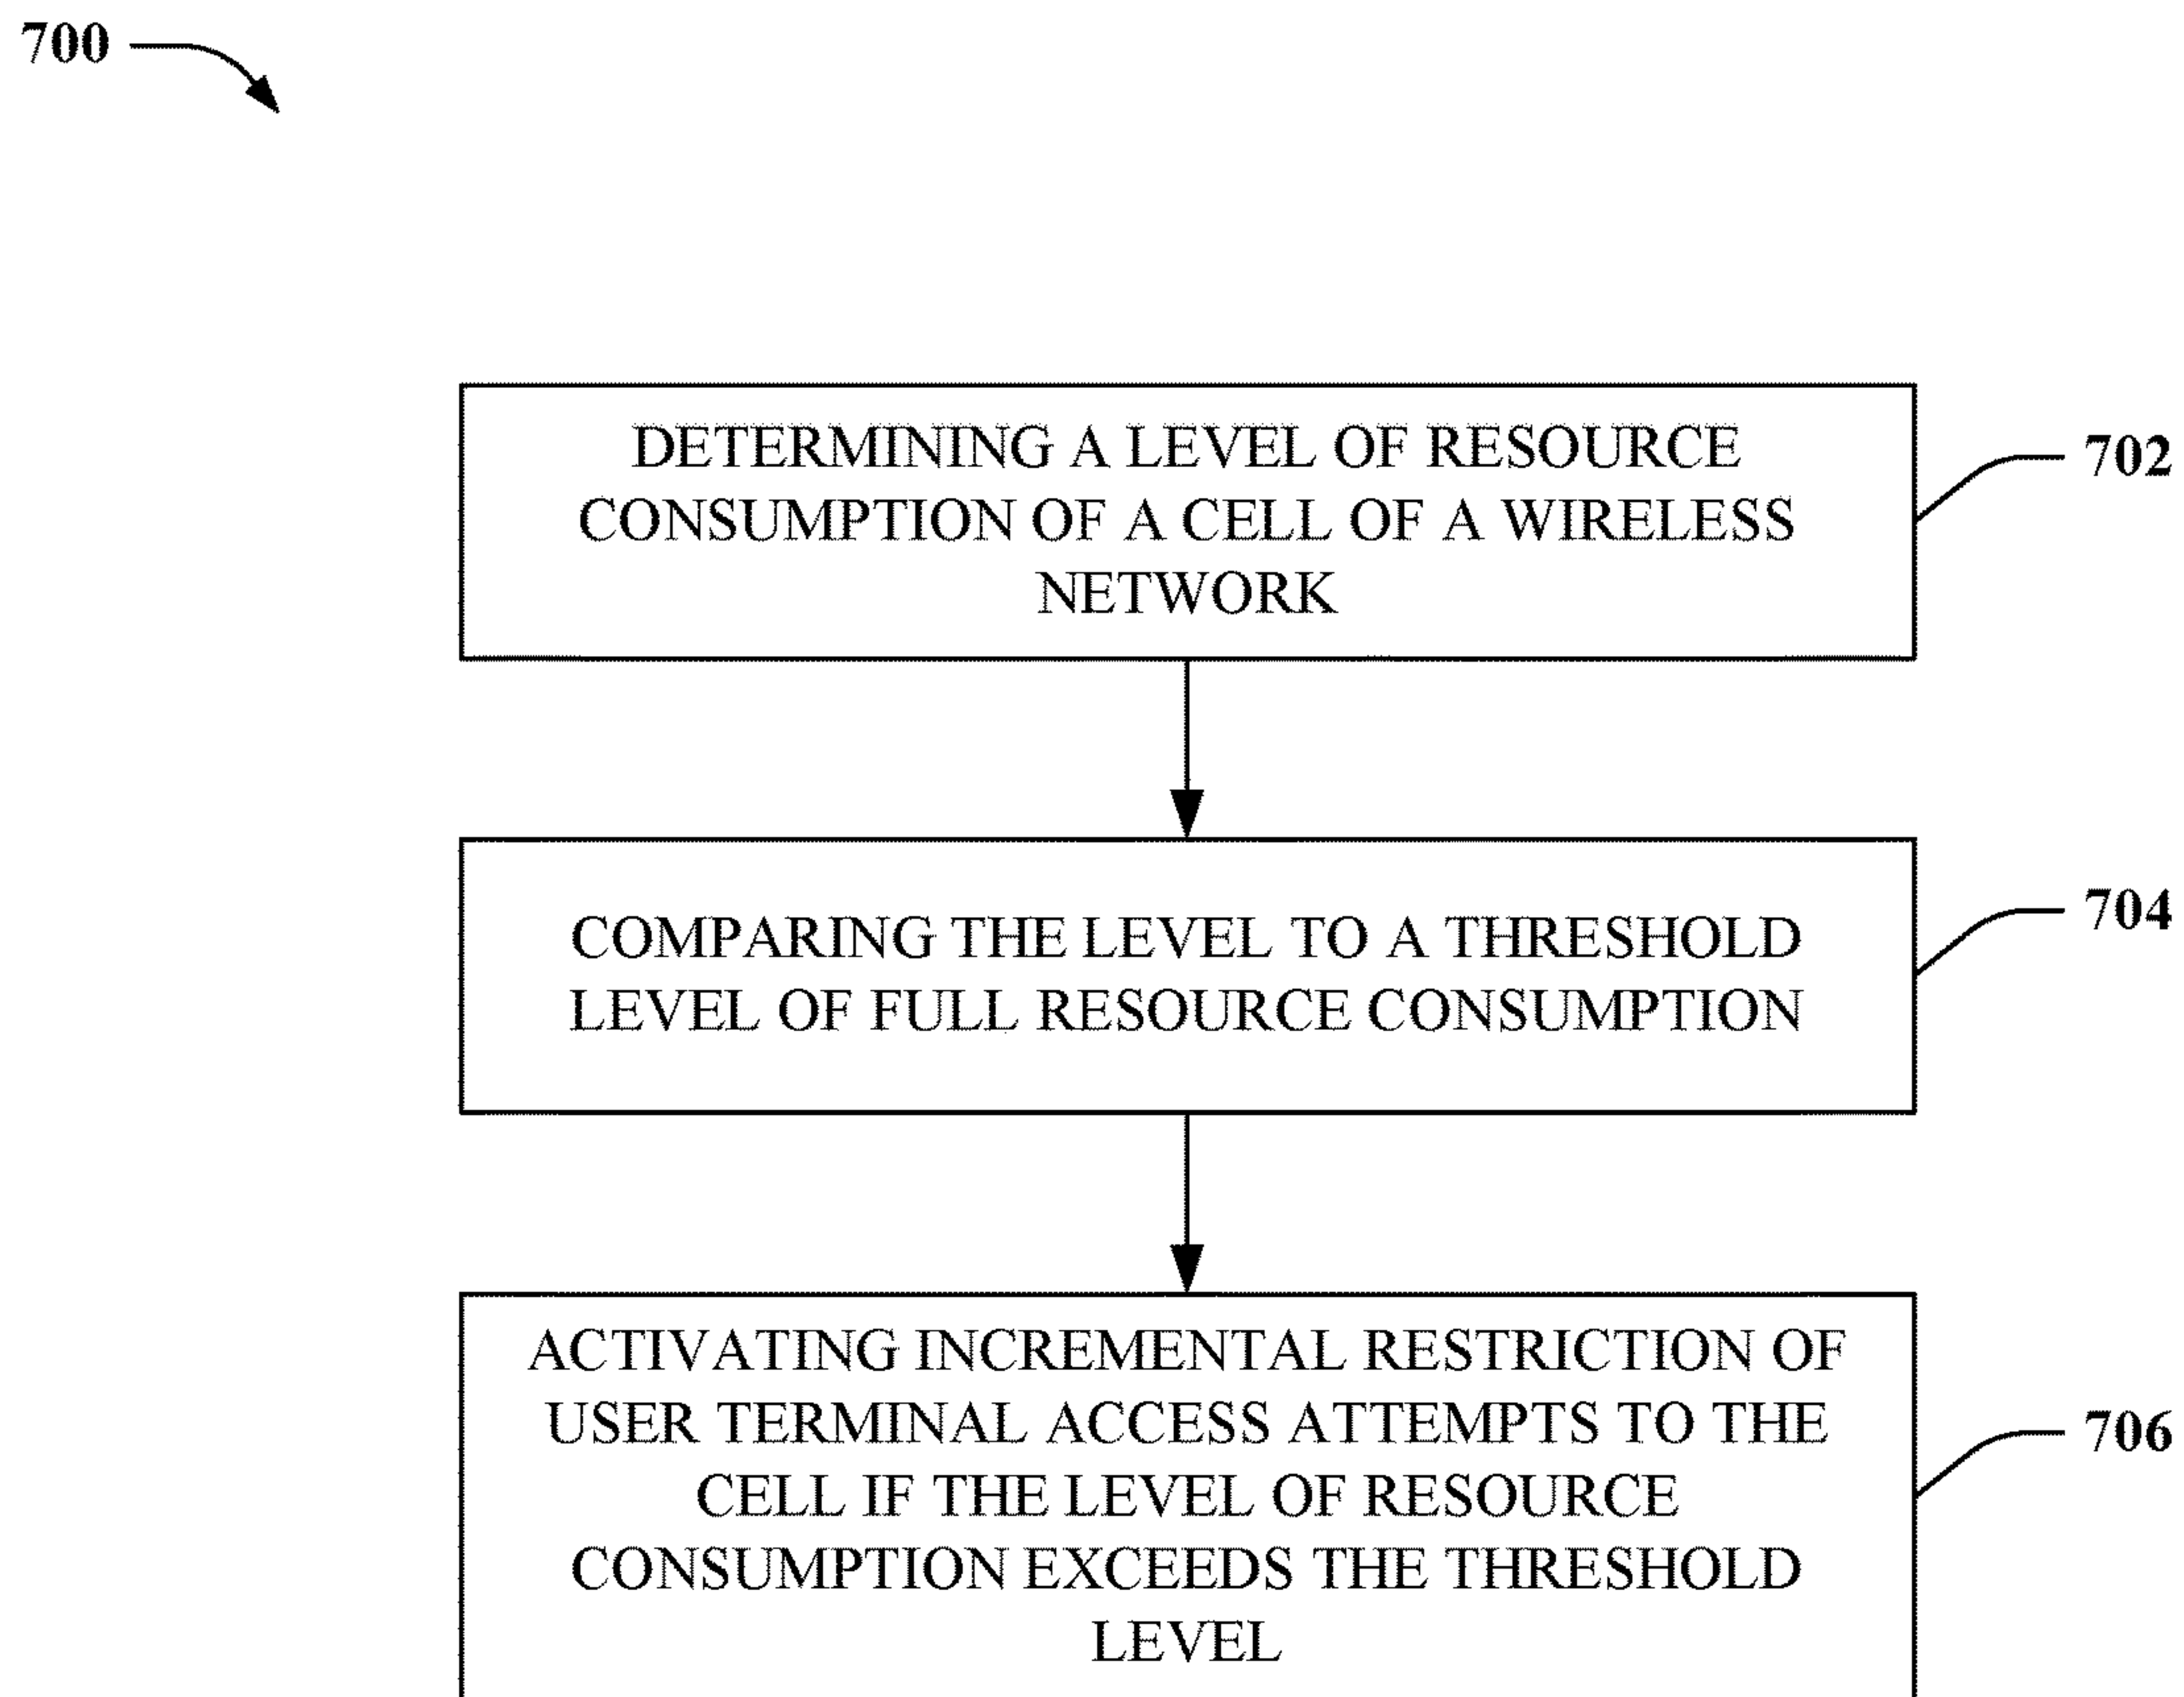 700
DETERMINING A LEVEL OF RESOURCE
CONSUMPTION OF A CELL OF A WIRELESS
NETWORK
702
COMPARING THE LEVEL TO A THRESHOLD
LEVEL OF FULL RESOURCE CONSUMPTION
704
ACTIVATING INCREMENTAL RESTRICTION OF
USER TERMINAL ACCESS ATTEMPTS TO THE
CELL IF THE LEVEL OF RESOURCE
CONSUMPTION EXCEEDS THE THRESHOLD
LEVEL
706